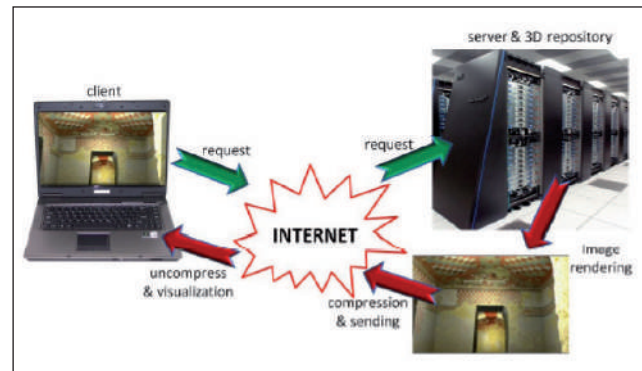 server & 3D repository
client
request
request
INTERNET
Image
rendering
uncompress
& visualization
compression
& sending